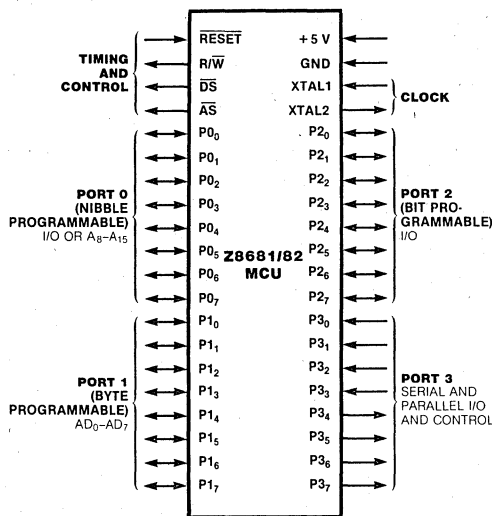 TIMING
AND
CONTROL
R̅E̅S̅E̅T̅
R/W̅
D̅S̅
A̅S̅
PORT 0
(NIBBLE
PROGRAMMABLE)
I/O OR A₈–A₁₅
P0₀
P0₁
P0₂
P0₃
P0₄
P0₅
P0₆
P0₇
PORT 1
(BYTE
PROGRAMMABLE)
AD₀–AD₇
P1₀
P1₁
P1₂
P1₃
P1₄
P1₅
P1₆
P1₇
Z8681/82
MCU
+5 V
GND
XTAL1
XTAL2
CLOCK
P2₀
P2₁
P2₂
P2₃
P2₄
P2₅
P2₆
P2₇
PORT 2
(BIT PRO-
GRAMMABLE)
I/O
P3₀
P3₁
P3₂
P3₃
P3₄
P3₅
P3₆
P3₇
PORT 3
SERIAL AND
PARALLEL I/O
AND CONTROL